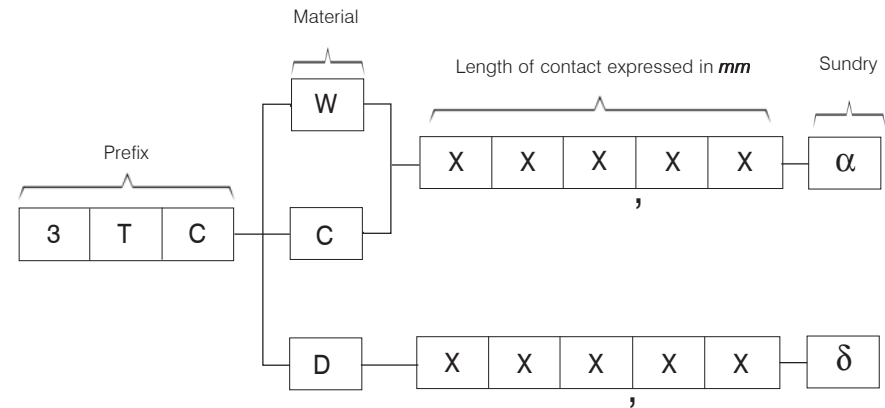 Material
Length of contact expressed in mm
Sundry
W
Prefix
X X X X X α
,
3 T C
C
D
X X X X X δ
,